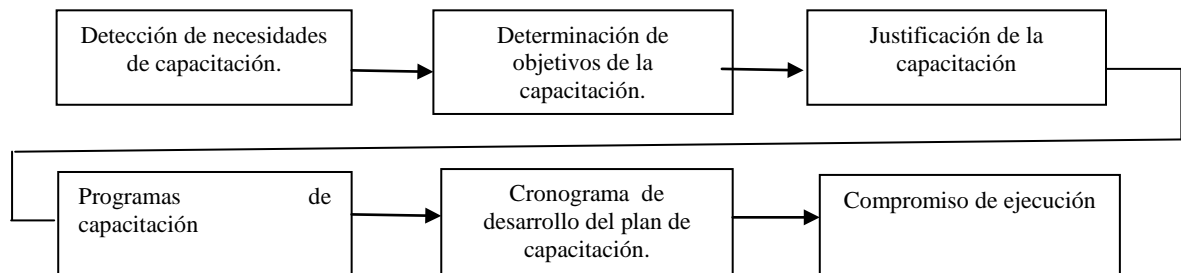 Detección de necesidades
de capacitación.
Determinación de
objetivos de la
capacitación.
Justificación de la
capacitación
Programas de
capacitación
Cronograma de
desarrollo del plan de
capacitación.
Compromiso de ejecución